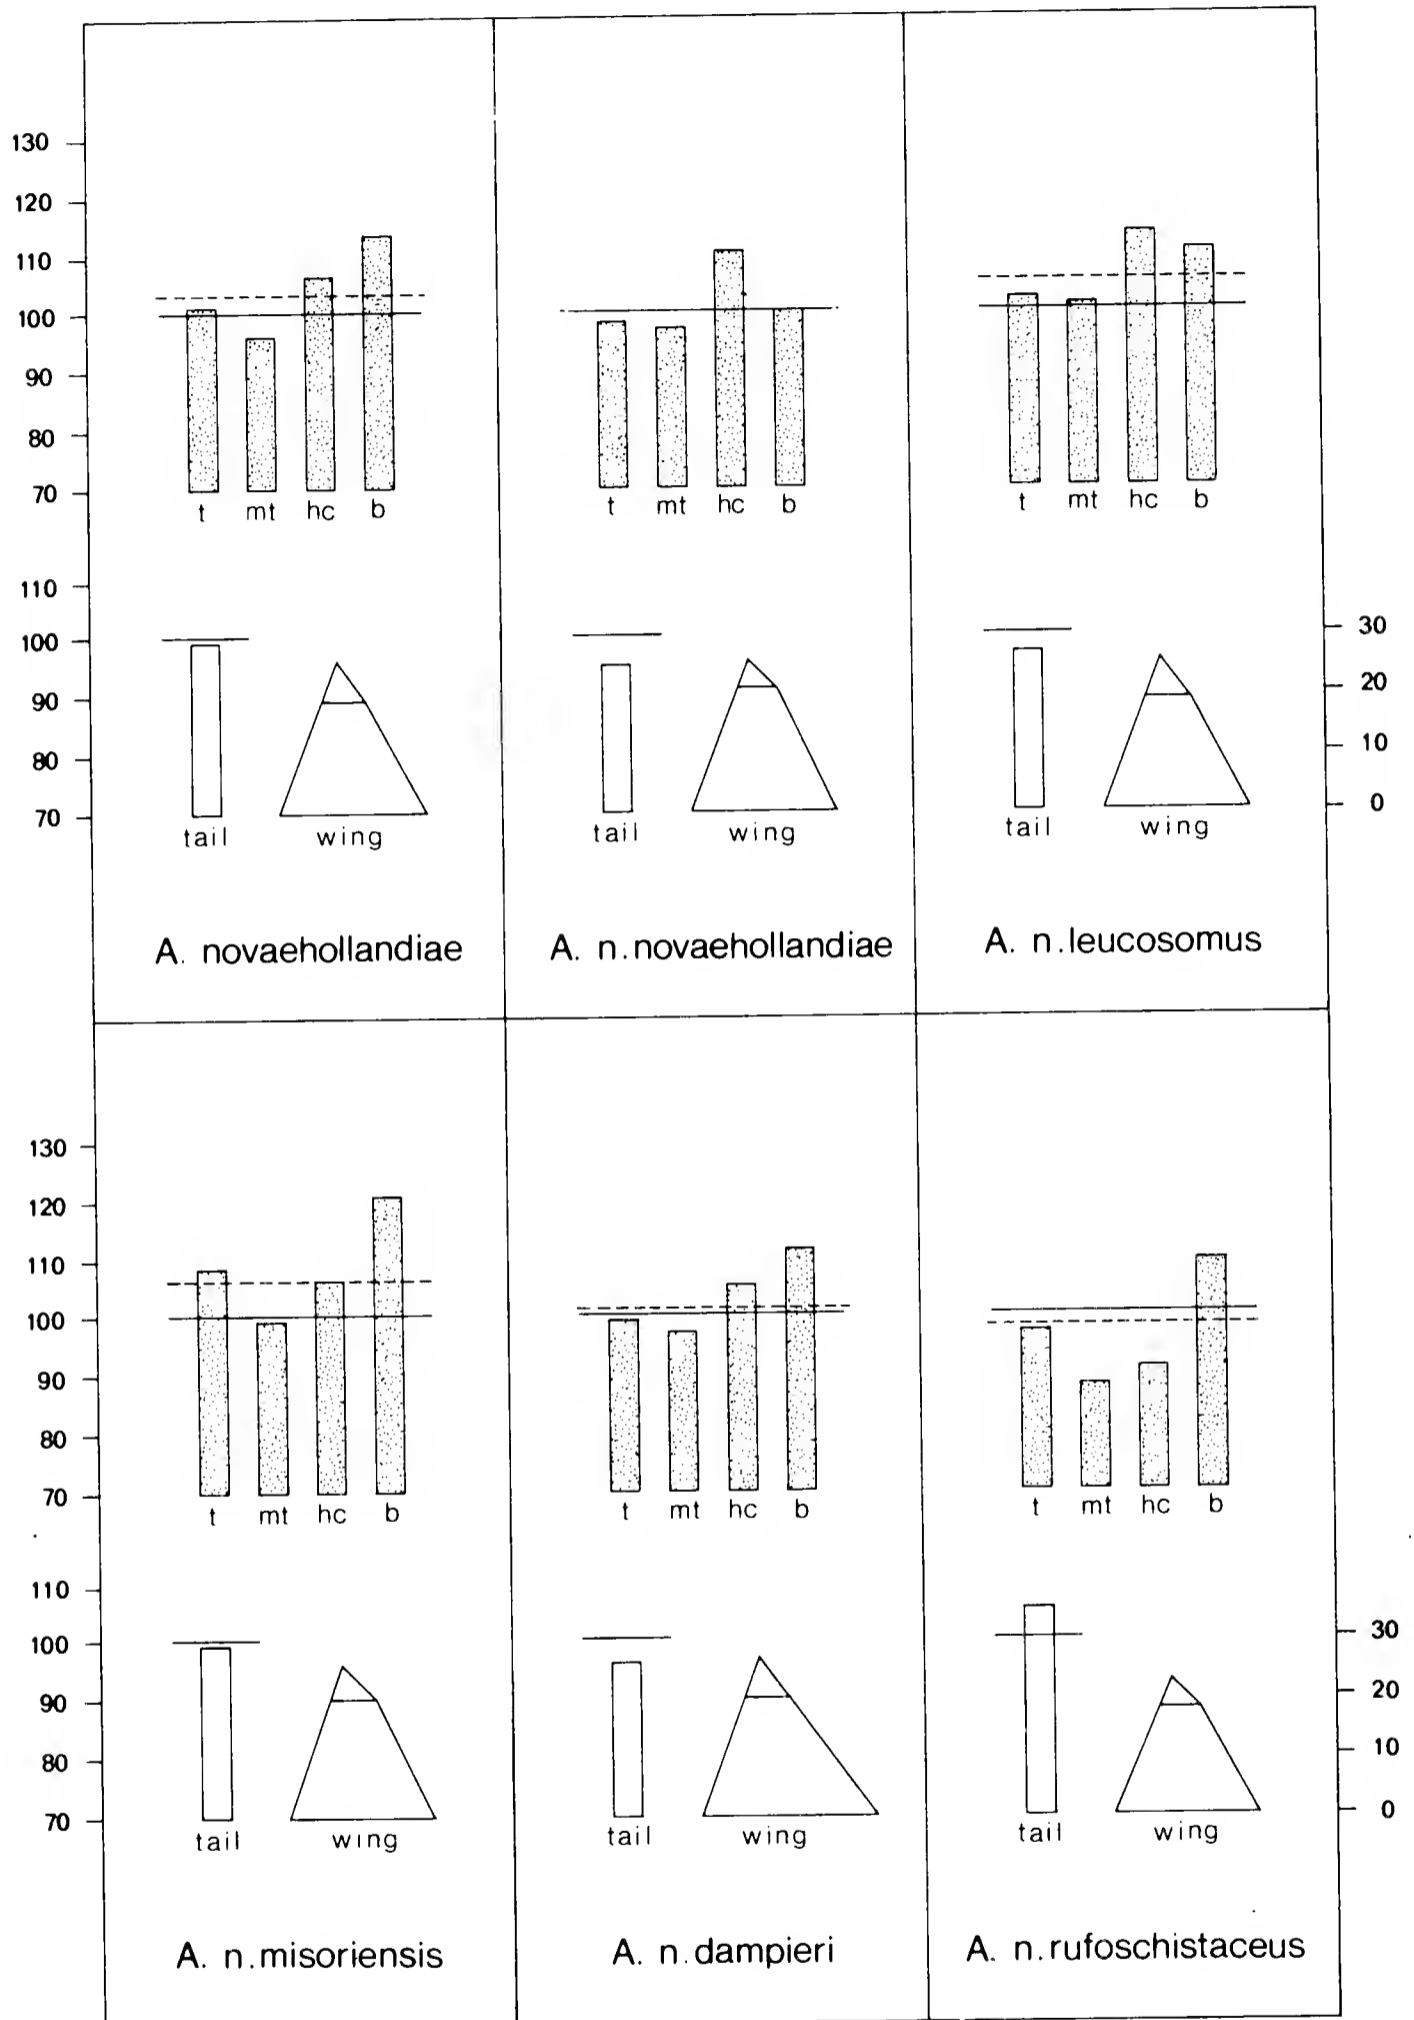 130
120
110
100
90
80
70
t mt hc b
t mt hc b
t mt hc b
110
100
90
80
70
30
20
10
0
tail wing
tail wing
tail wing
A. novaehollandiae
A. n. novaehollandiae
A. n. leucosomus
130
120
110
100
90
80
70
t mt hc b
t mt hc b
t mt hc b
110
100
90
80
70
30
20
10
0
tail wing
tail wing
tail wing
A. n. misoriensis
A. n. dampieri
A. n. rufoschistaceus